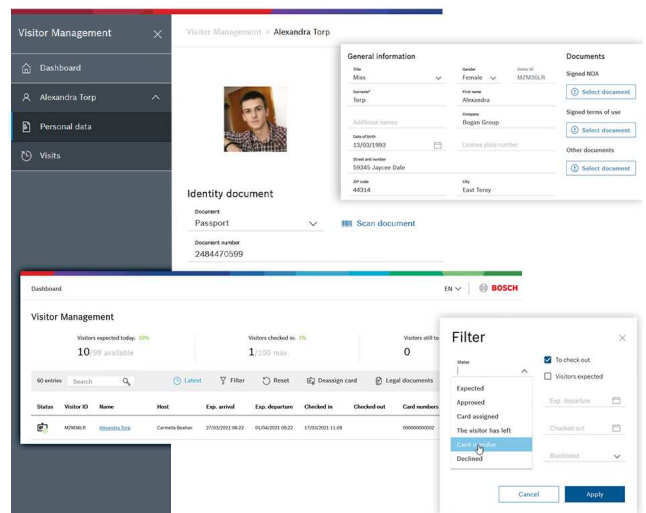 Visitor Management
Visitor Management > Alexandra Torp
Dashboard
Alexandra Torp
Personal data
Visits
Identity document
Document
Passport
Scan document
Document number
2484470599
General information
Documents
Title
Gender
Visitor ID
Miss
Female
MZM36LR
Signed NDA
Select document
Surname*
First name
Torp
Alexandra
Signed terms of use
Additional names
Company
Bogan Group
Select document
Date of birth
13/03/1993
License plate number
Other documents
Street and number
59345 Jaycee Dale
Select document
ZIP code
City
44314
East Torey
Dashboard
EN
BOSCH
Visitor Management
Visitors expected today: 10%
Visitors checked in: 1%
Visitors still to
10/99 available
1/100 max.
0
60 entries
Search
Latest
Filter
Reset
Deassign card
Legal documents
Status Visitor ID Name Host Exp. arrival Exp. departure Checked in Checked out Card numbers
MZM36LR Alexandra Torp Carmella Beahan 27/03/2021 08:22 01/04/2021 08:22 17/03/2021 11:59 000000000002
Filter
Status
To check out
Visitors expected
Expected
Approved
Exp. departure
Card assigned
The visitor has left
Checked out
Card overdue
Declined
Blacklisted
Cancel
Apply